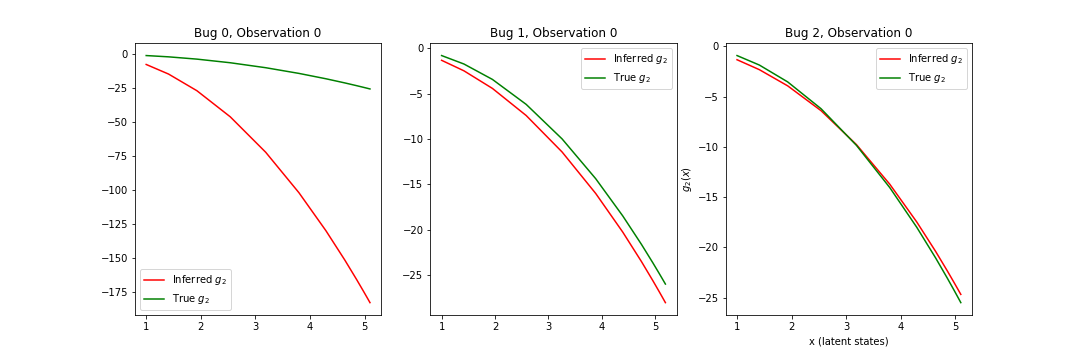 Bug 0, Observation 0
0
−25
−50
−75
−100
−125
−150
−175
1 2 3 4 5
Inferred g₂
True g₂
Bug 1, Observation 0
0
−5
−10
−15
−20
−25
1 2 3 4 5
Inferred g₂
True g₂
Bug 2, Observation 0
g₂(x)
0
−5
−10
−15
−20
−25
1 2 3 4 5
x (latent states)
Inferred g₂
True g₂